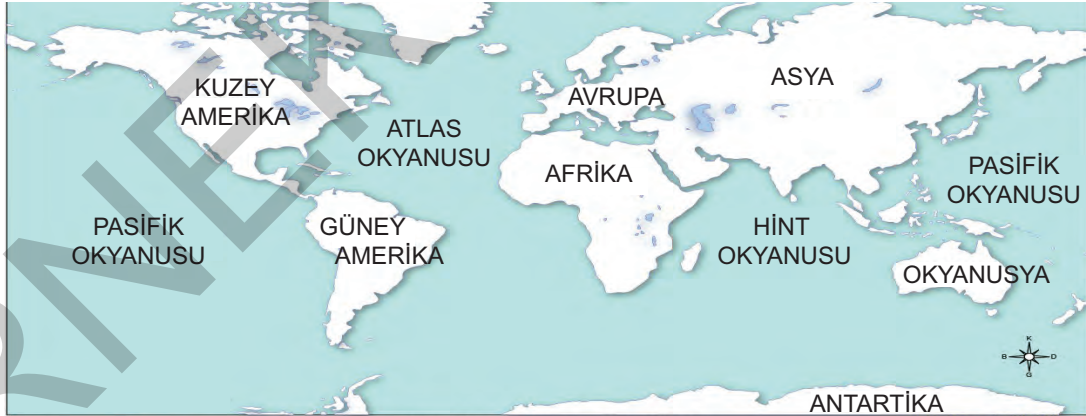 KUZEY
AMERİKA
ATLAS
OKYANUSU
AVRUPA
ASYA
AFRİKA
PASİFİK
OKYANUSU
PASİFİK
OKYANUSU
GÜNEY
AMERİKA
HİNT
OKYANUSU
OKYANUSYA
K
B
D
G
ANTARTİKA